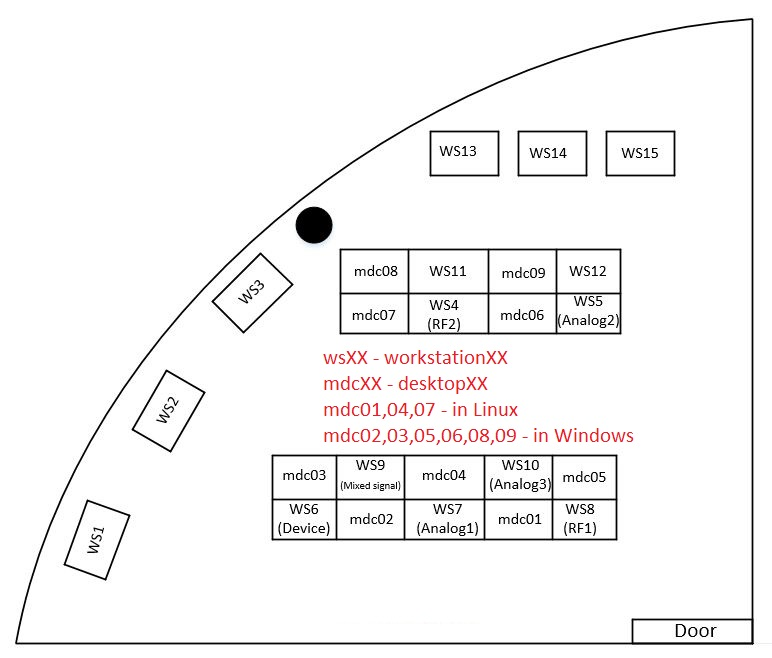 WS13
WS14
WS15
WS3
mdc08
WS11
mdc09
WS12
mdc07
WS4
(RF2)
mdc06
WS5
(Analog2)
wsXX - workstationXX
mdcXX - desktopXX
mdc01,04,07 - in Linux
mdc02,03,05,06,08,09 - in Windows
WS2
mdc03
WS9
(Mixed signal)
mdc04
WS10
(Analog3)
mdc05
WS6
(Device)
mdc02
WS7
(Analog1)
mdc01
WS8
(RF1)
WS1
Door